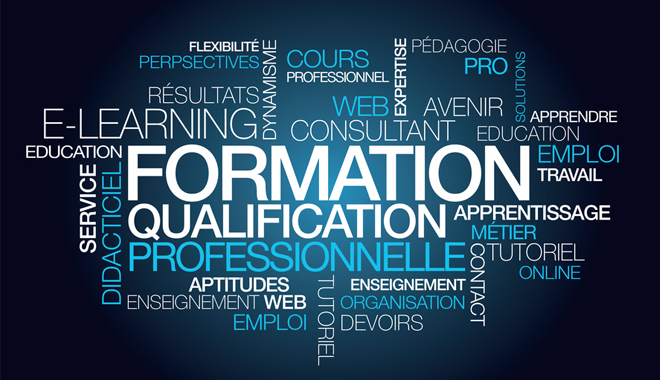 FLEXIBILITÉ
PERPSECTIVES
DYNAMISME
COURS
PROFESSIONNEL
EXPERTISE
PÉDAGOGIE
PRO
SOLUTIONS
RÉSULTATS
WEB
AVENIR
APPRENDRE
E-LEARNING
CONSULTANT
EDUCATION
EDUCATION
EMPLOI
FORMATION
TRAVAIL
SERVICE
DIDACTICIEL
QUALIFICATION
APPRENTISSAGE
MÉTIER
PROFESSIONNELLE
CONTACT
TUTORIEL
ONLINE
APTITUDES
TUTORIEL
ENSEIGNEMENT
ENSEIGNEMENT WEB
ORGANISATION
EMPLOI
DEVOIRS